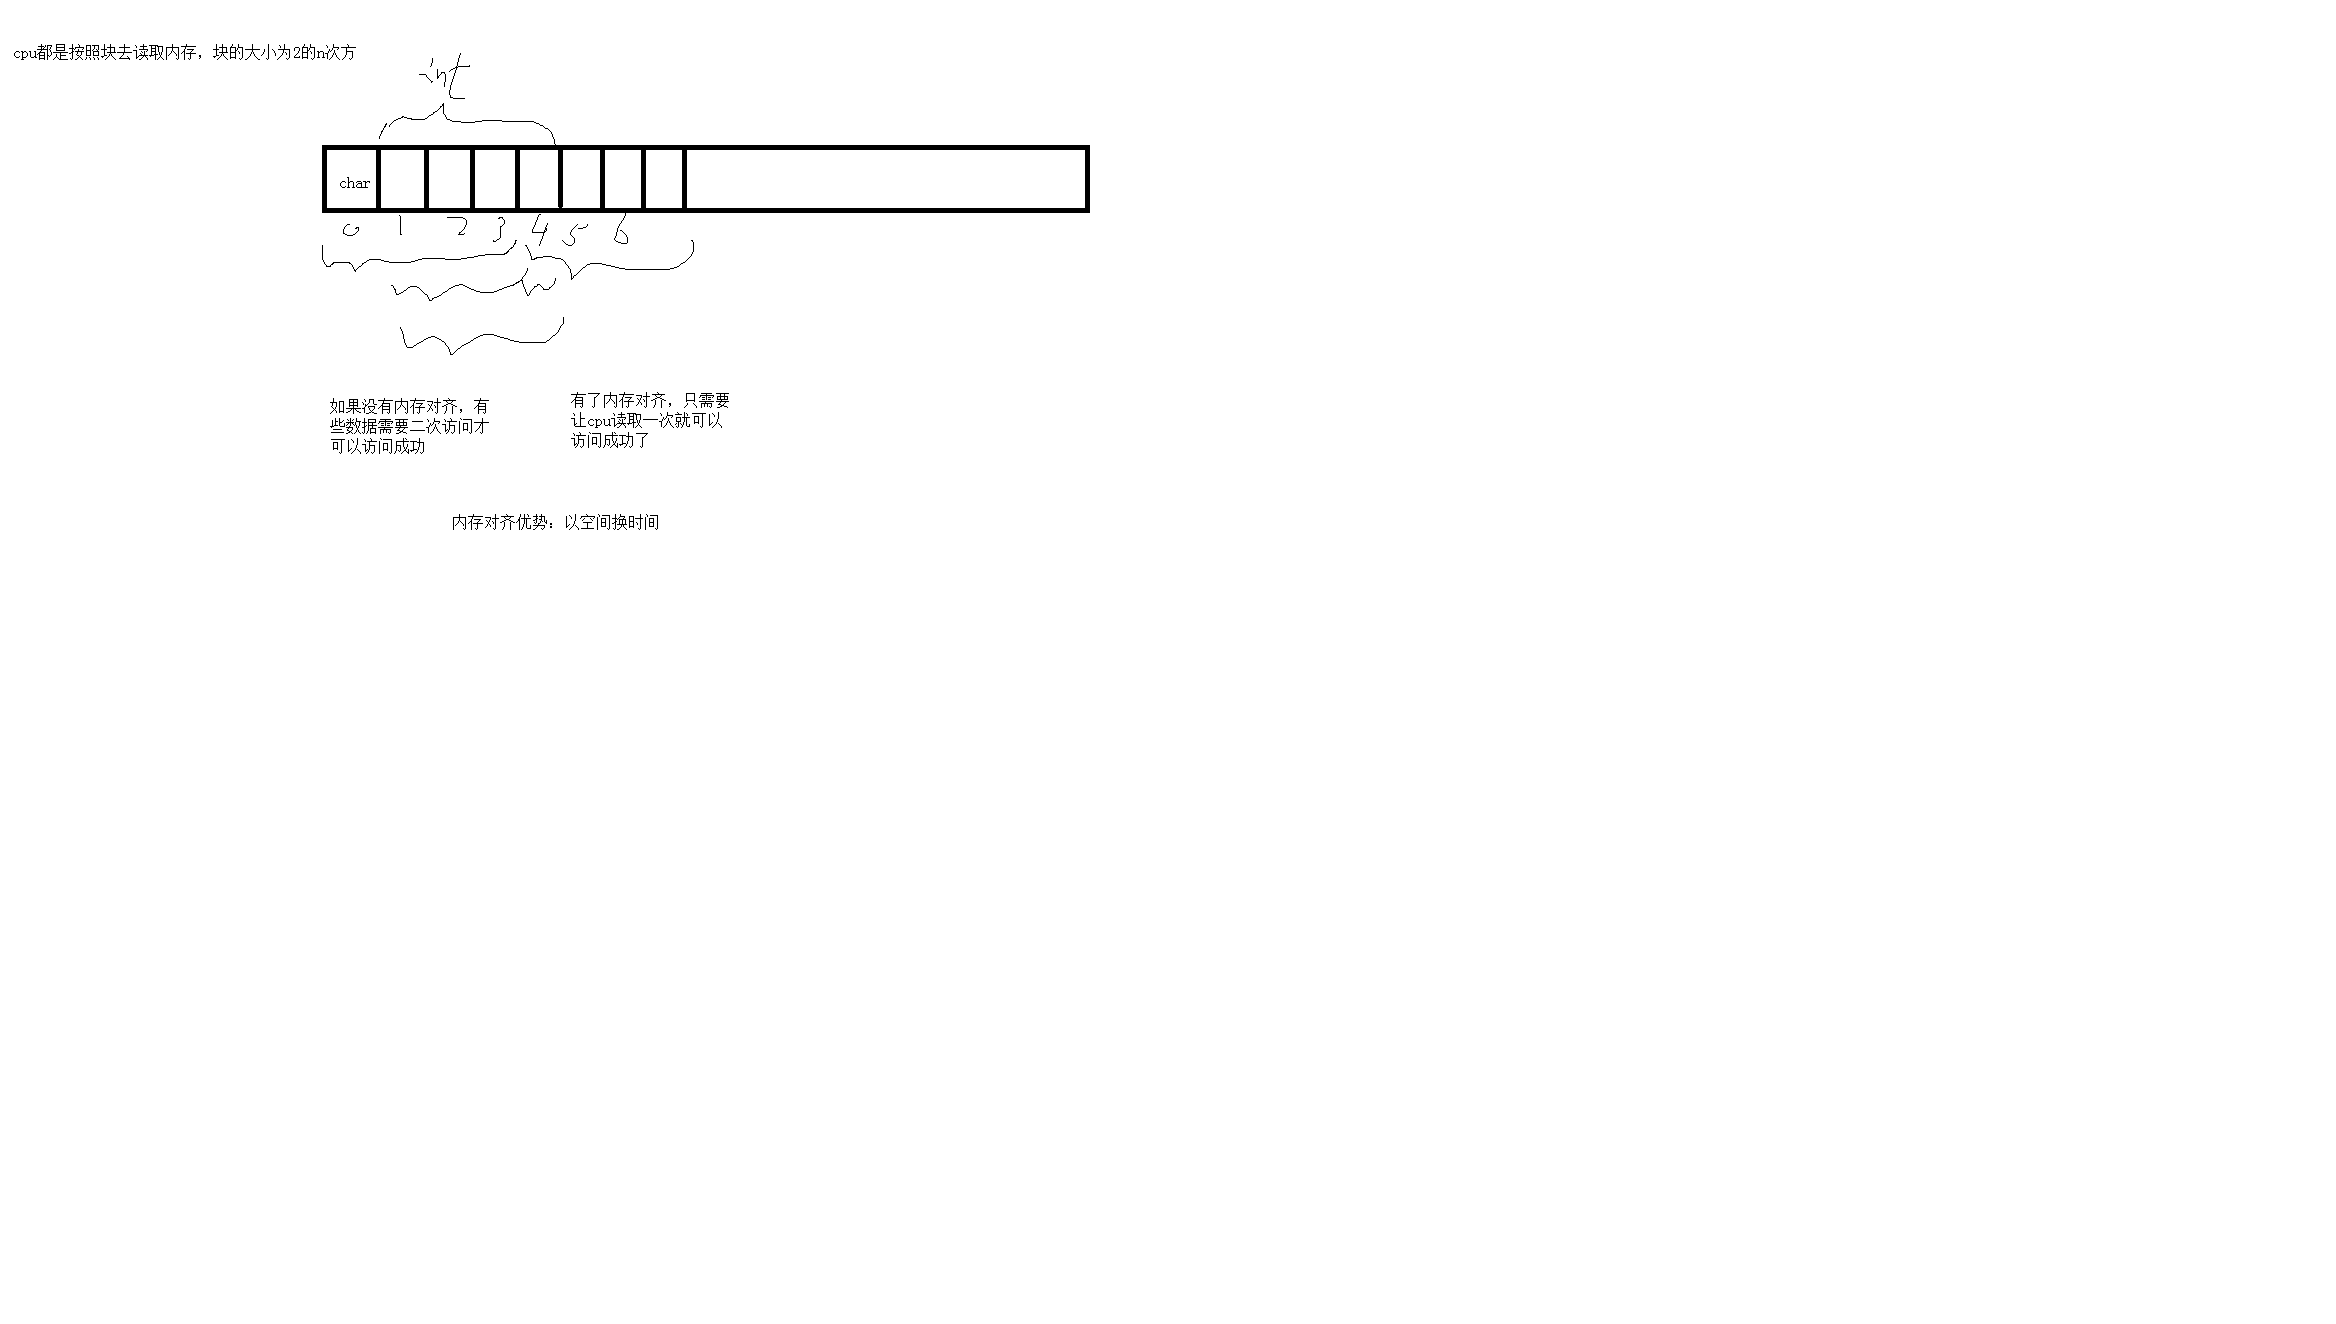 cpu都是按照块去读取内存，块的大小为2的n次方
int
char
0 1 2 3 4 5 6
如果没有内存对齐，有
些数据需要二次访问才
可以访问成功
有了内存对齐，只需要
让cpu读取一次就可以
访问成功了
内存对齐优势：以空间换时间